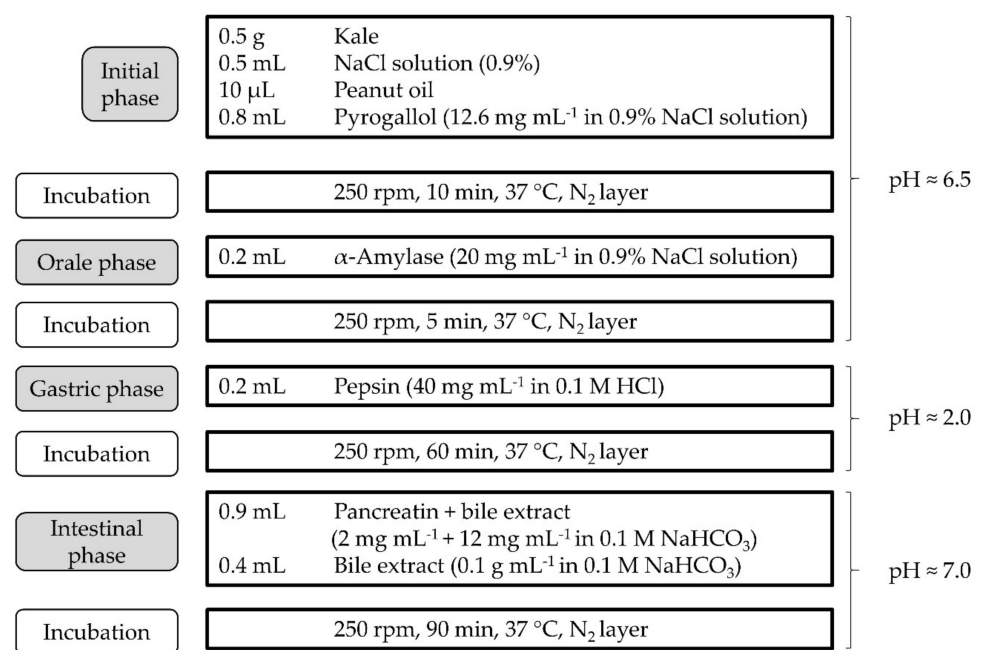 Initial
phase
0.5 g Kale
0.5 mL NaCl solution (0.9%)
10 μL Peanut oil
0.8 mL Pyrogallol (12.6 mg mL⁻¹ in 0.9% NaCl solution)
Incubation
250 rpm, 10 min, 37 °C, N₂ layer
pH ≈ 6.5
Orale phase
0.2 mL α-Amylase (20 mg mL⁻¹ in 0.9% NaCl solution)
Incubation
250 rpm, 5 min, 37 °C, N₂ layer
Gastric phase
0.2 mL Pepsin (40 mg mL⁻¹ in 0.1 M HCl)
pH ≈ 2.0
Incubation
250 rpm, 60 min, 37 °C, N₂ layer
Intestinal
phase
0.9 mL Pancreatin + bile extract
(2 mg mL⁻¹ + 12 mg mL⁻¹ in 0.1 M NaHCO₃)
0.4 mL Bile extract (0.1 g mL⁻¹ in 0.1 M NaHCO₃)
pH ≈ 7.0
Incubation
250 rpm, 90 min, 37 °C, N₂ layer